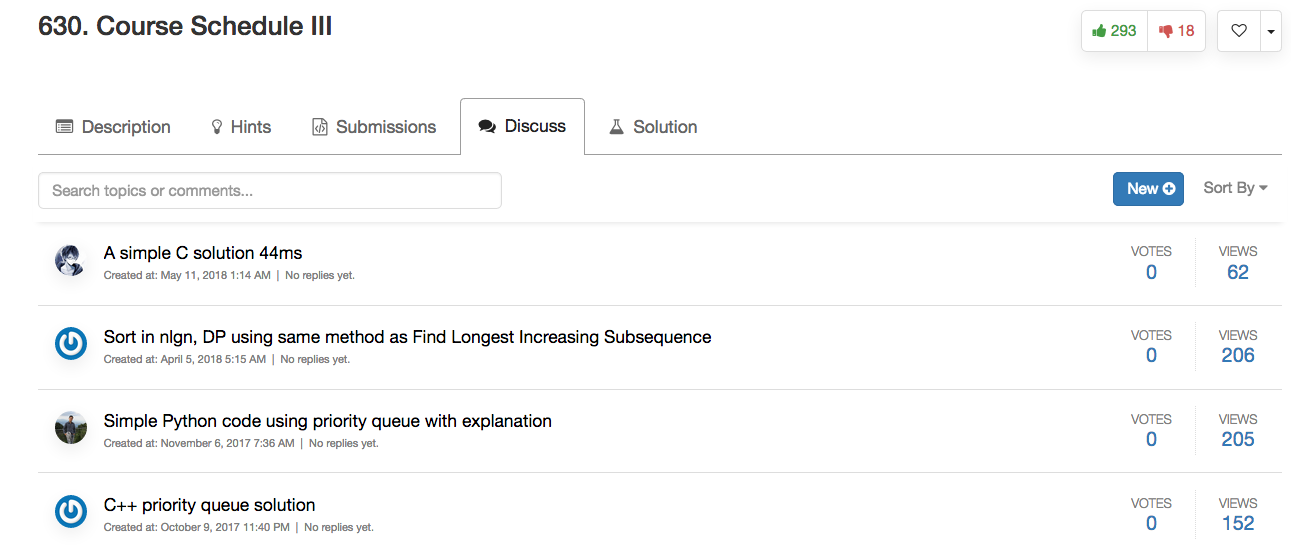 630. Course Schedule III
293 18
Description Hints Submissions Discuss Solution
Search topics or comments...
New Sort By
A simple C solution 44ms
Created at: May 11, 2018 1:14 AM | No replies yet.
VOTES VIEWS
0 62
Sort in nlgn, DP using same method as Find Longest Increasing Subsequence
Created at: April 5, 2018 5:15 AM | No replies yet.
VOTES VIEWS
0 206
Simple Python code using priority queue with explanation
Created at: November 6, 2017 7:36 AM | No replies yet.
VOTES VIEWS
0 205
C++ priority queue solution
Created at: October 9, 2017 11:40 PM | No replies yet.
VOTES VIEWS
0 152